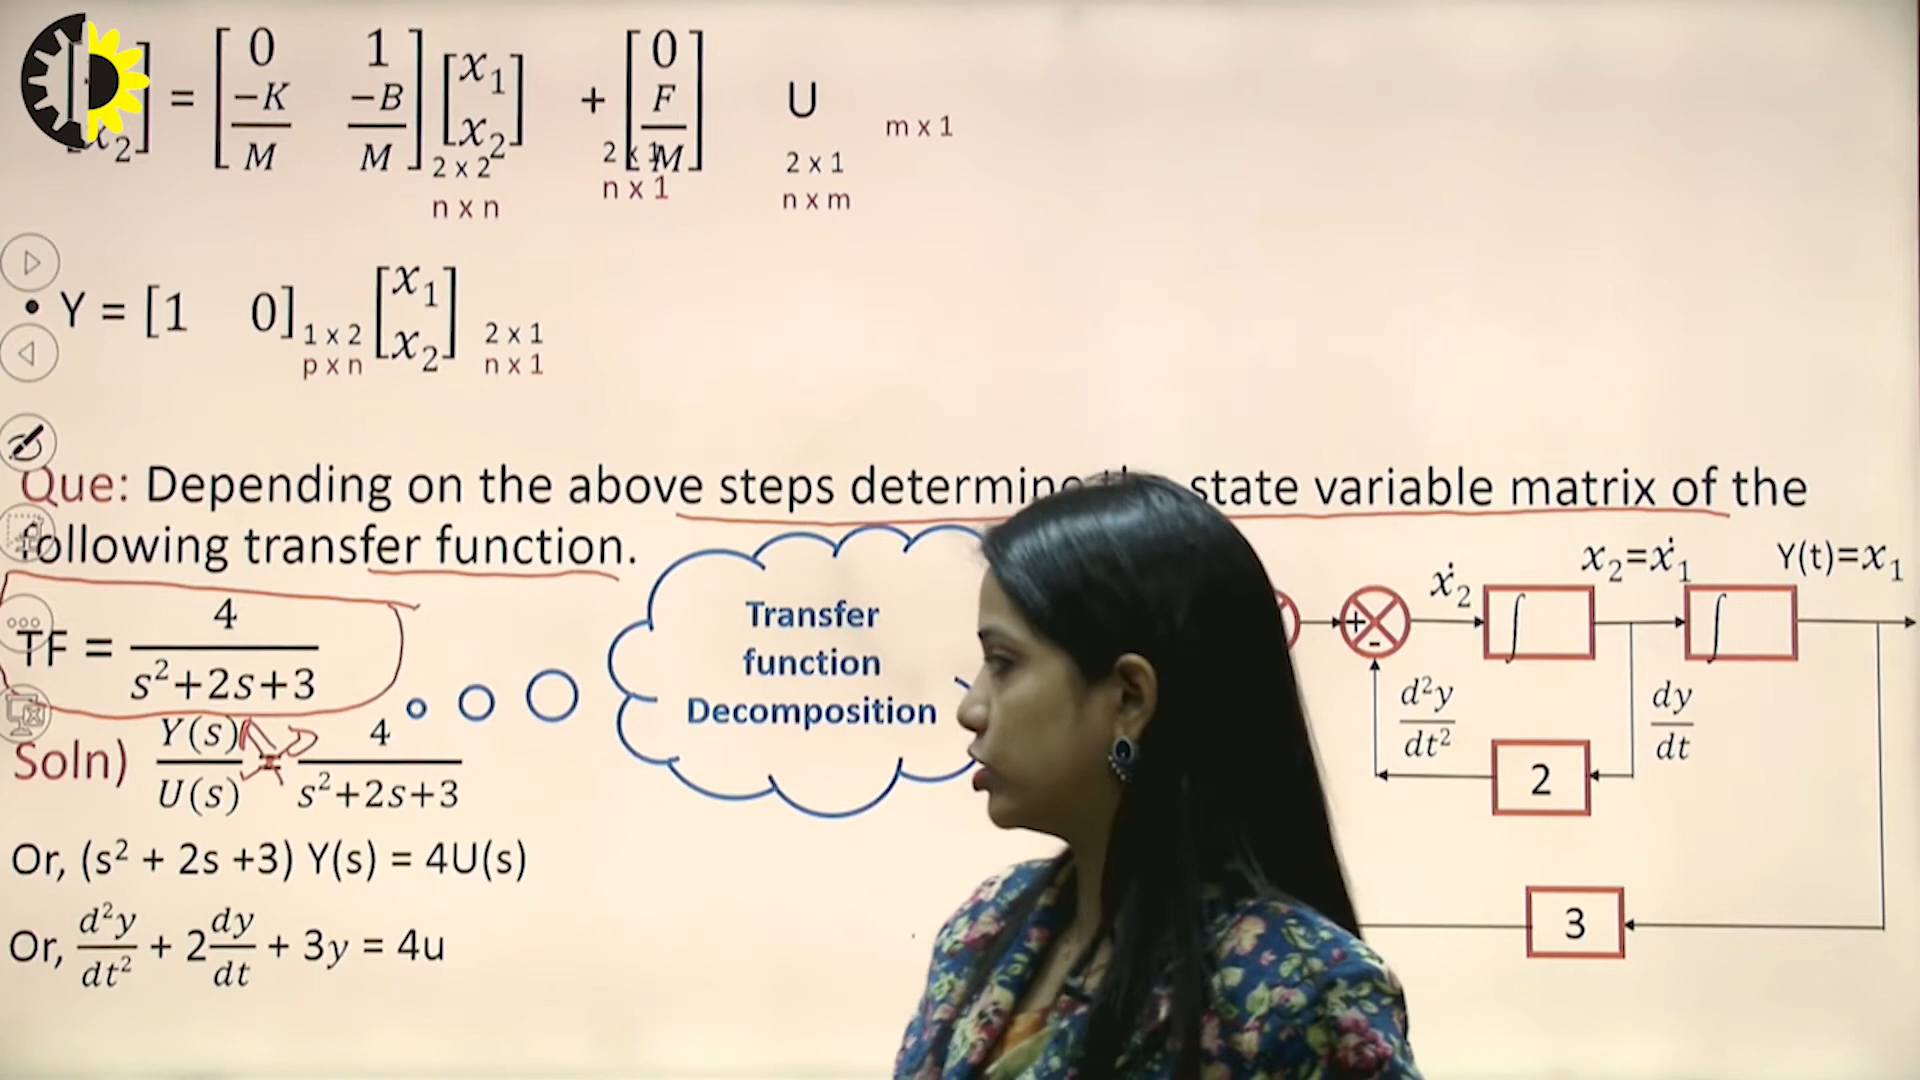 x₂] = [0 1 -K/M -B/M] [x₁ x₂] + [0 F/M] U
2 x 2 2 x 1 2 x 1 m x 1
n x n n x 1 n x m
• Y = [1 0] 1 x 2 [x₁ x₂] 2 x 1
p x n n x 1
Que: Depending on the above steps determine state variable matrix of the
following transfer function.
TF = 4/(s²+2s+3)
Soln) Y(s)/U(s) = 4/(s²+2s+3)
Or, (s² + 2s +3) Y(s) = 4U(s)
Or, d²y/dt² + 2 dy/dt + 3y = 4u
Transfer
function
Decomposition
ẋ₂ x₂=ẋ₁ Y(t)=x₁
+ ∫ ∫
-
d²y/dt² dy/dt
2
3